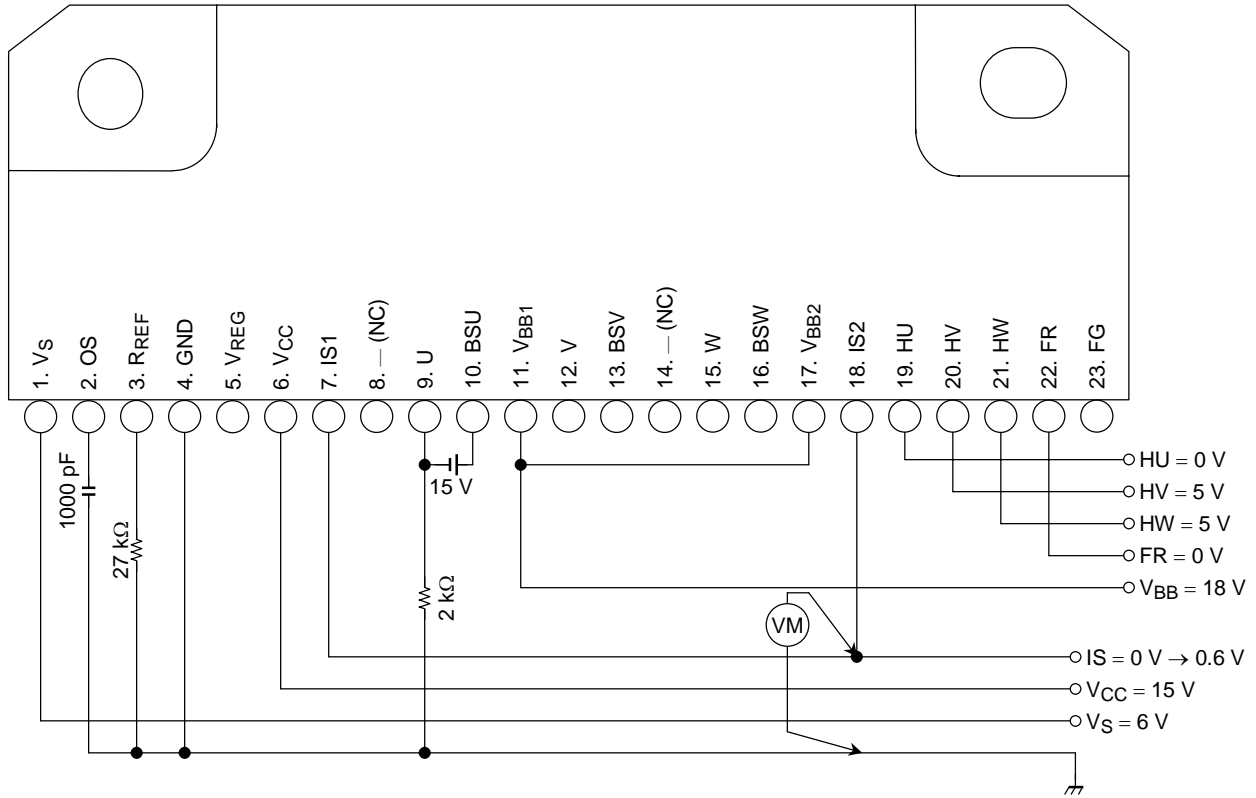 1. VS
2. OS
3. RREF
4. GND
5. VREG
6. VCC
7. IS1
8. — (NC)
9. U
10. BSU
11. VBB1
12. V
13. BSV
14. — (NC)
15. W
16. BSW
17. VBB2
18. IS2
19. HU
20. HV
21. HW
22. FR
23. FG
1000 pF
27 kΩ
15 V
2 kΩ
VM
HU = 0 V
HV = 5 V
HW = 5 V
FR = 0 V
VBB = 18 V
IS = 0 V → 0.6 V
VCC = 15 V
VS = 6 V